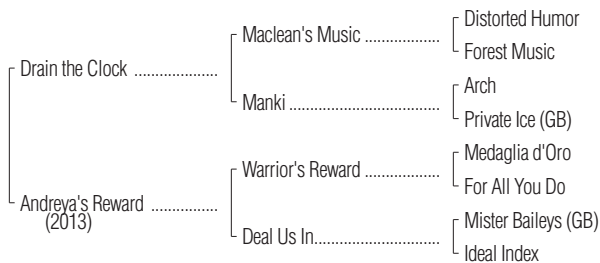 Distorted Humor
Maclean's Music ..................
Forest Music
Drain the Clock ....................
Arch
Manki ....................................
Private Ice (GB)
Medaglia d'Oro
Warrior's Reward ..................
For All You Do
Andreya's Reward ................
(2013)
Mister Baileys (GB)
Deal Us In..............................
Ideal Index